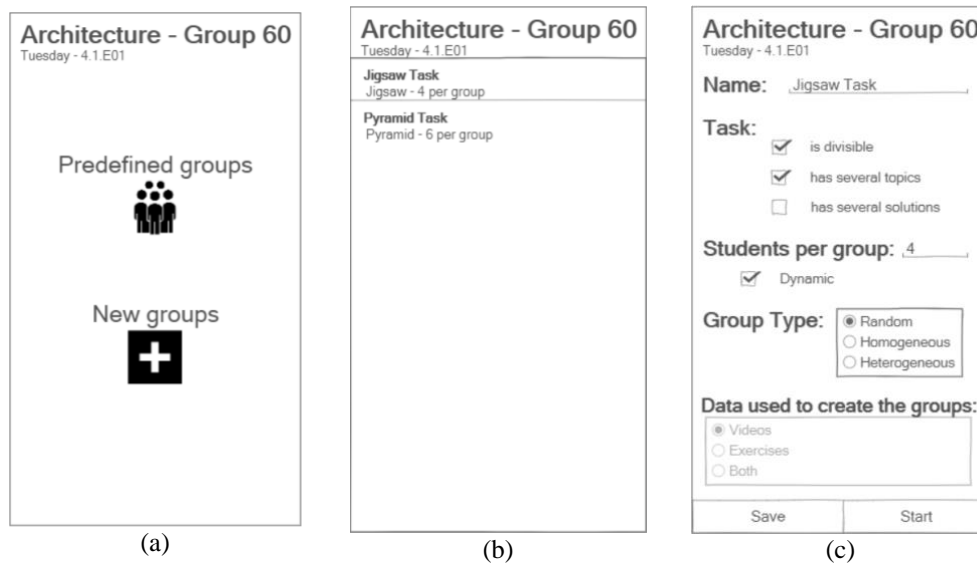 Architecture - Group 60
Tuesday - 4.1.E01
Predefined groups
New groups
(a)
Architecture - Group 60
Tuesday - 4.1.E01
Jigsaw Task
Jigsaw - 4 per group
Pyramid Task
Pyramid - 6 per group
(b)
Architecture - Group 60
Tuesday - 4.1.E01
Name: Jigsaw Task
Task:
is divisible
has several topics
has several solutions
Students per group: 4
Dynamic
Group Type:
Random
Homogeneous
Heterogeneous
Data used to create the groups:
Videos
Exercises
Both
Save Start
(c)